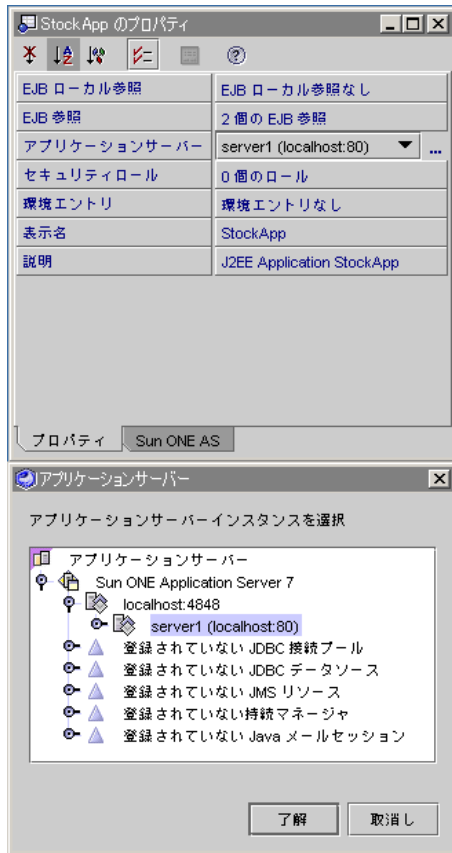 StockApp のプロパティ
EJB ローカル参照 EJB ローカル参照なし
EJB 参照 2 個の EJB 参照
アプリケーションサーバー server1 (localhost:80) ...
セキュリティロール 0 個のロール
環境エントリ 環境エントリなし
表示名 StockApp
説明 J2EE Application StockApp
プロパティ Sun ONE AS
アプリケーションサーバー
アプリケーションサーバーインスタンスを選択
アプリケーションサーバー
Sun ONE Application Server 7
localhost:4848
server1 (localhost:80)
登録されていない JDBC 接続プール
登録されていない JDBC データソース
登録されていない JMS リソース
登録されていない持続マネージャ
登録されていない Java メールセッション
了解 取消し